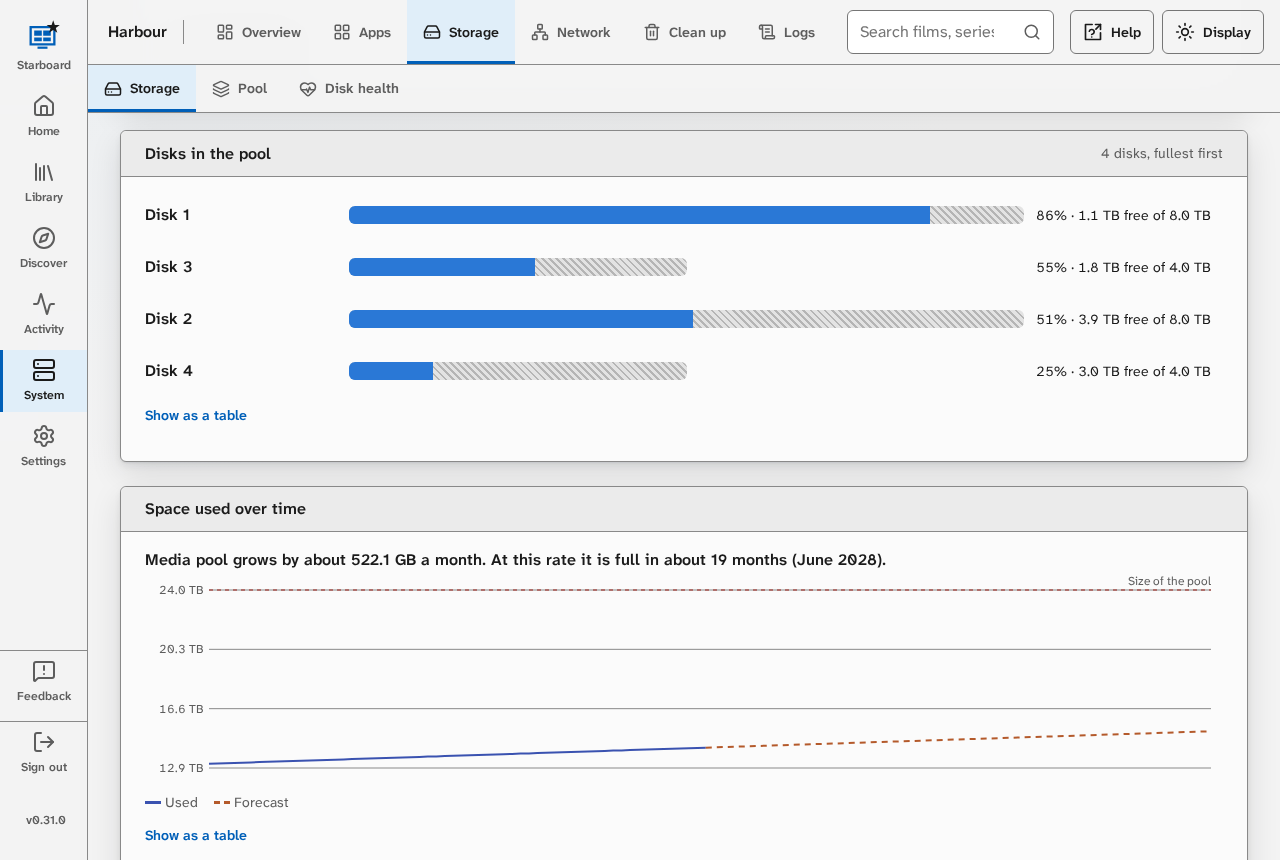 Starboard
Home
Library
Discover
Activity
System
Settings
Feedback
Sign out
v0.31.0
Harbour
Overview
Apps
Storage
Network
Clean up
Logs
Search films, series
Help
Display
Storage
Pool
Disk health
Disks in the pool
4 disks, fullest first
Disk 1
86% · 1.1 TB free of 8.0 TB
Disk 3
55% · 1.8 TB free of 4.0 TB
Disk 2
51% · 3.9 TB free of 8.0 TB
Disk 4
25% · 3.0 TB free of 4.0 TB
Show as a table
Space used over time
Media pool grows by about 522.1 GB a month. At this rate it is full in about 19 months (June 2028).
Size of the pool
24.0 TB
20.3 TB
16.6 TB
12.9 TB
Used
Forecast
Show as a table